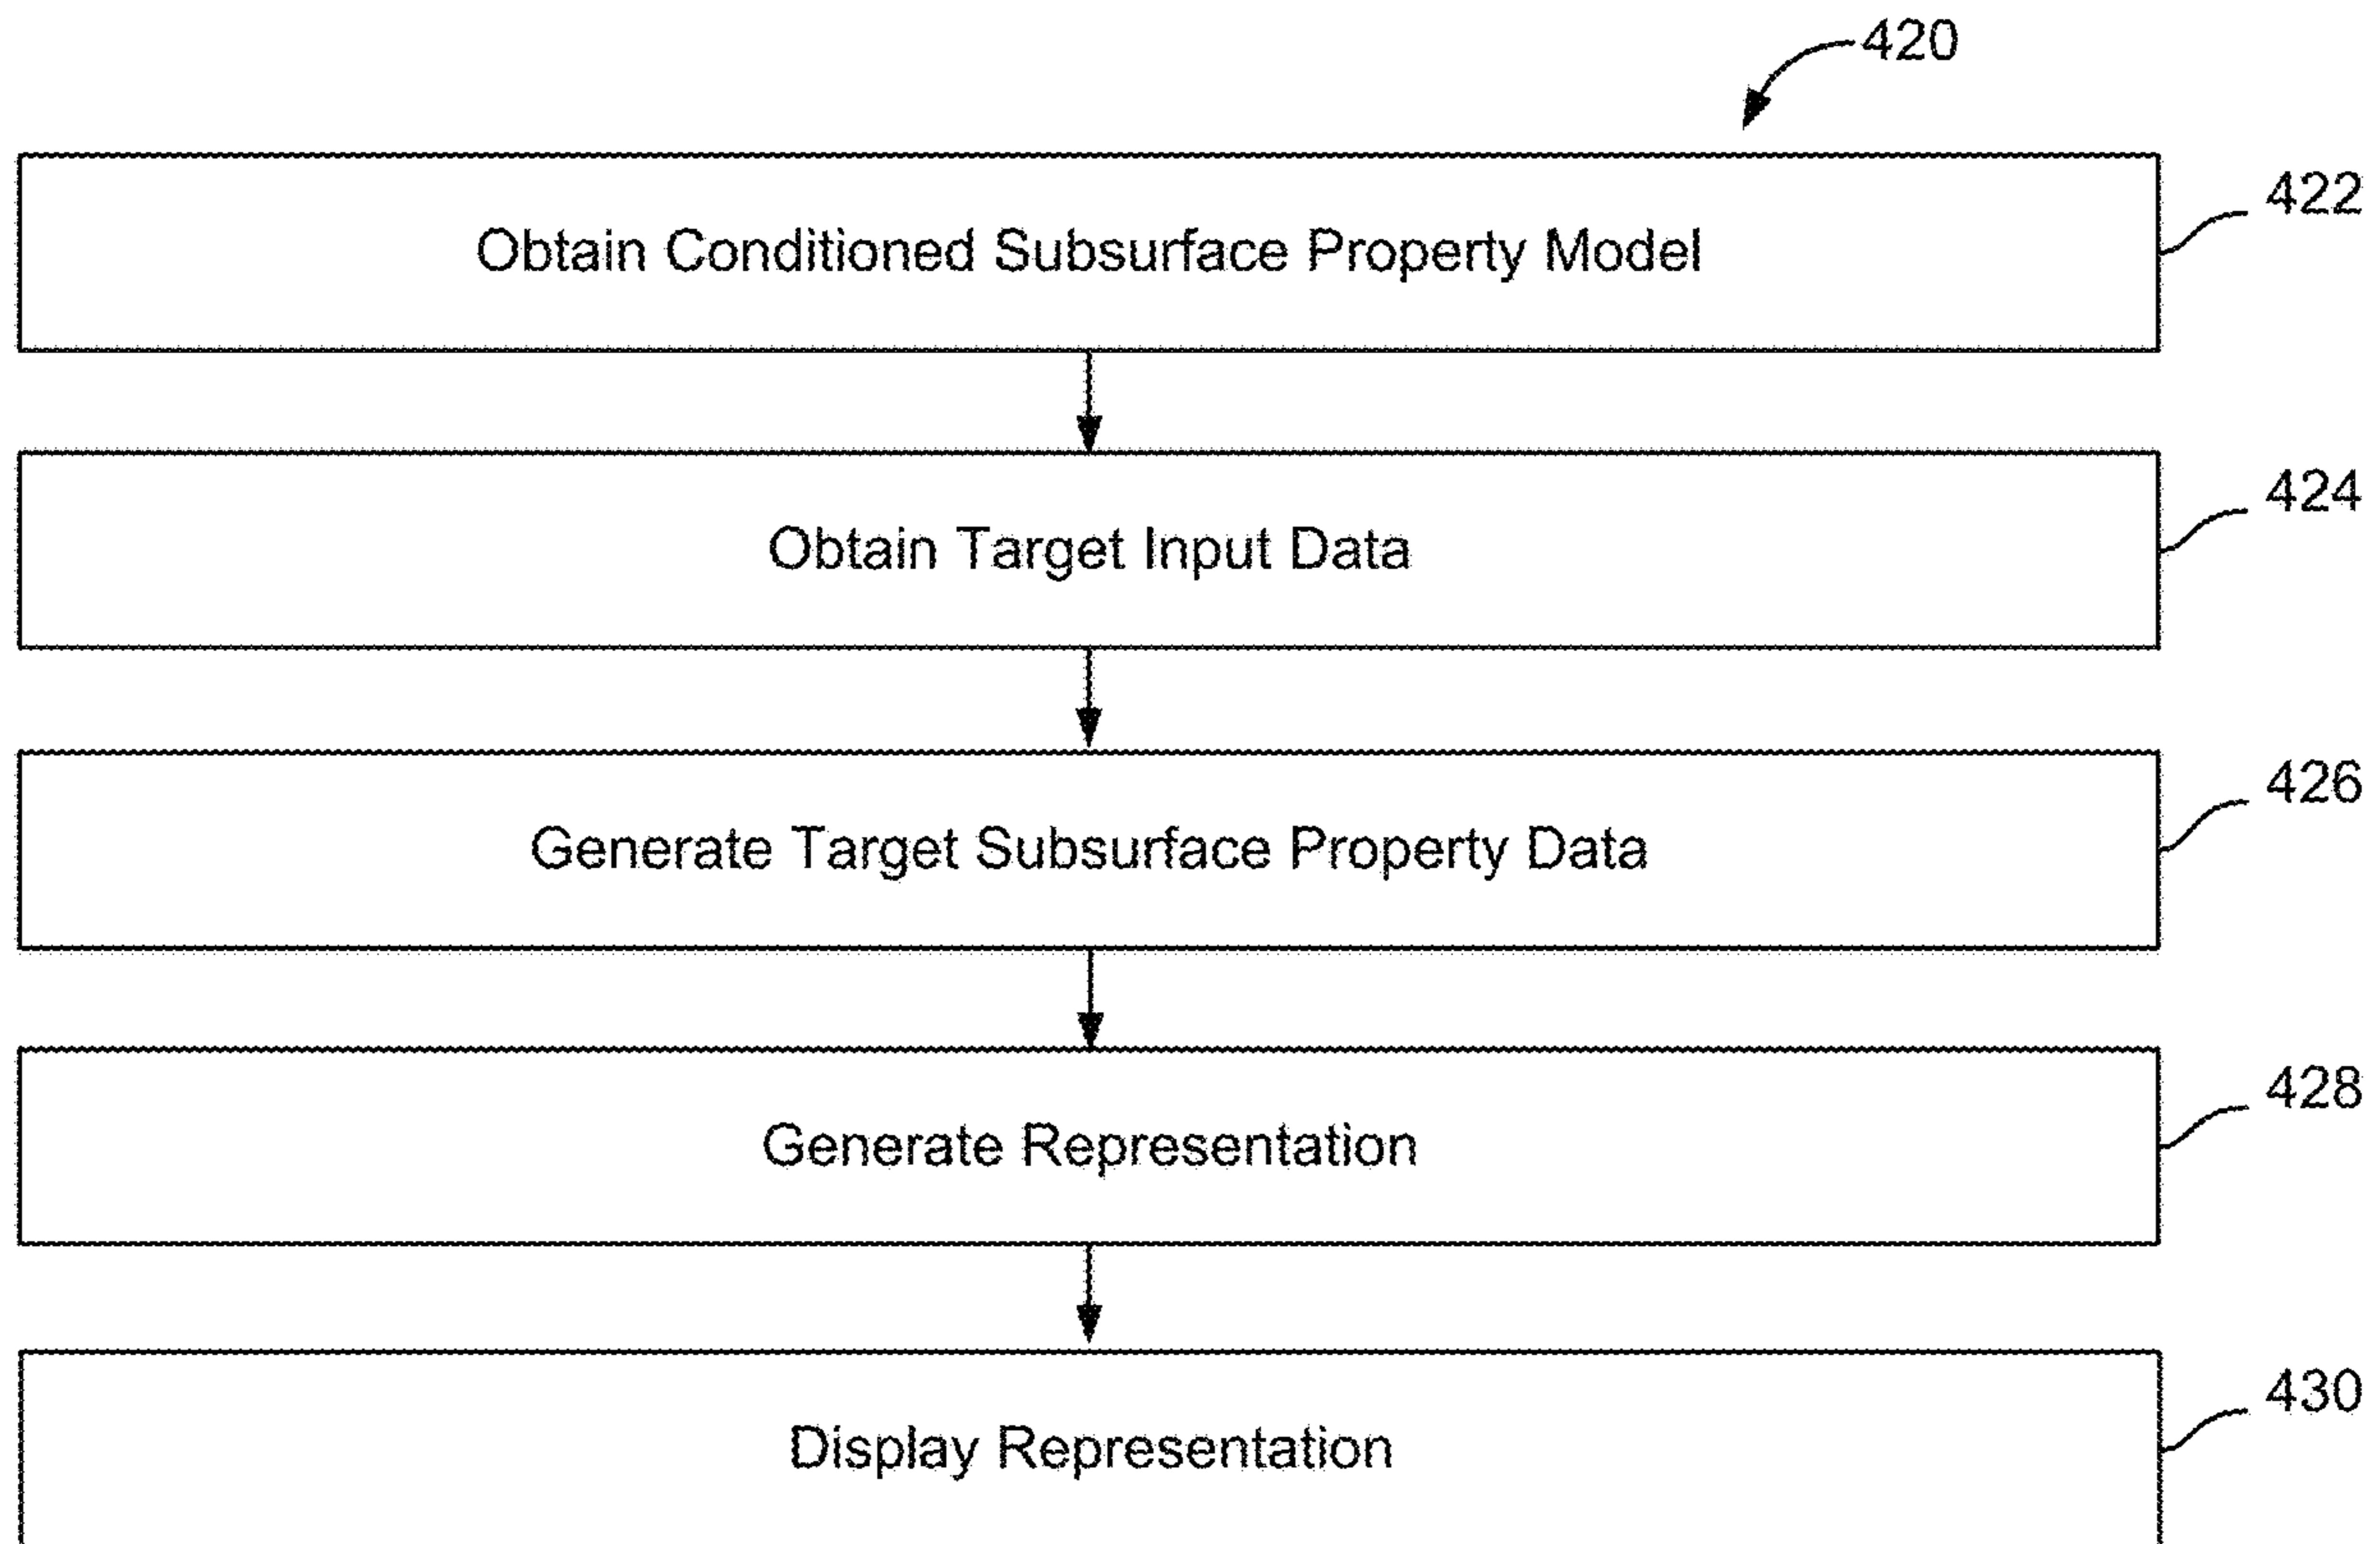 420
Obtain Conditioned Subsurface Property Model
422
Obtain Target Input Data
424
Generate Target Subsurface Property Data
426
Generate Representation
428
Display Representation
430